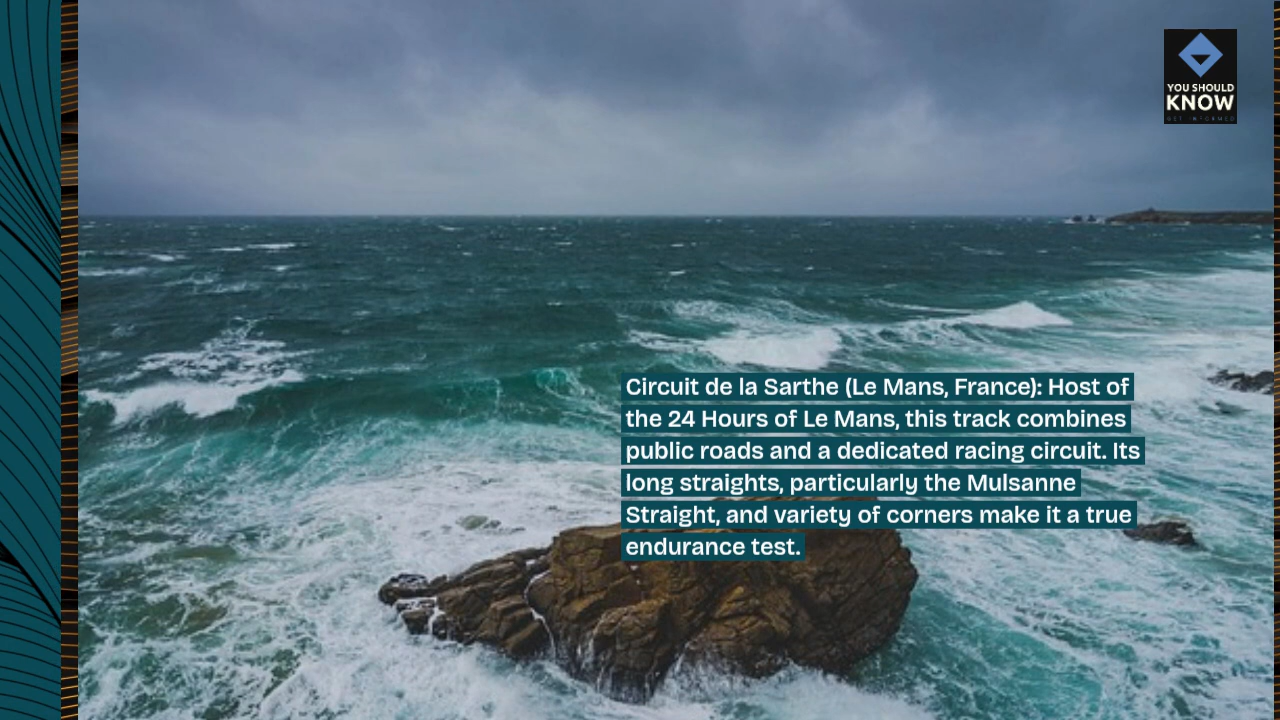 YOU SHOULD
KNOW
GET INFORMED
Circuit de la Sarthe (Le Mans, France): Host of
the 24 Hours of Le Mans, this track combines
public roads and a dedicated racing circuit. Its
long straights, particularly the Mulsanne
Straight, and variety of corners make it a true
endurance test.